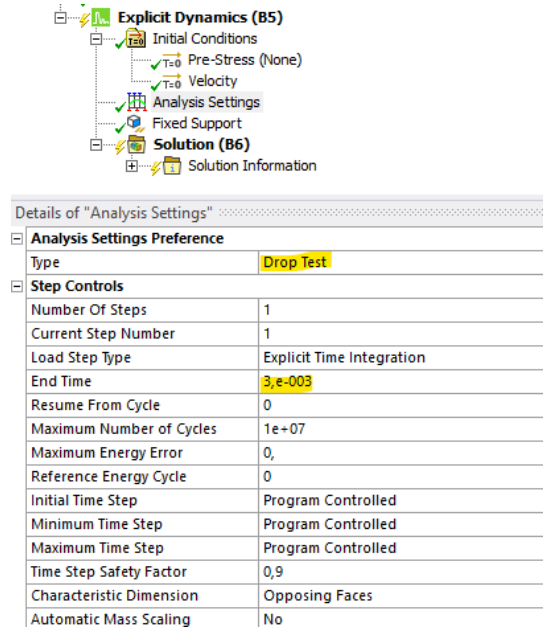 Explicit Dynamics (B5)
Initial Conditions
T=0 Pre-Stress (None)
T=0 Velocity
Analysis Settings
Fixed Support
Solution (B6)
Solution Information
Details of "Analysis Settings"
Analysis Settings Preference
Type Drop Test
Step Controls
Number Of Steps 1
Current Step Number 1
Load Step Type Explicit Time Integration
End Time 3,e-003
Resume From Cycle 0
Maximum Number of Cycles 1e+07
Maximum Energy Error 0,
Reference Energy Cycle 0
Initial Time Step Program Controlled
Minimum Time Step Program Controlled
Maximum Time Step Program Controlled
Time Step Safety Factor 0,9
Characteristic Dimension Opposing Faces
Automatic Mass Scaling No